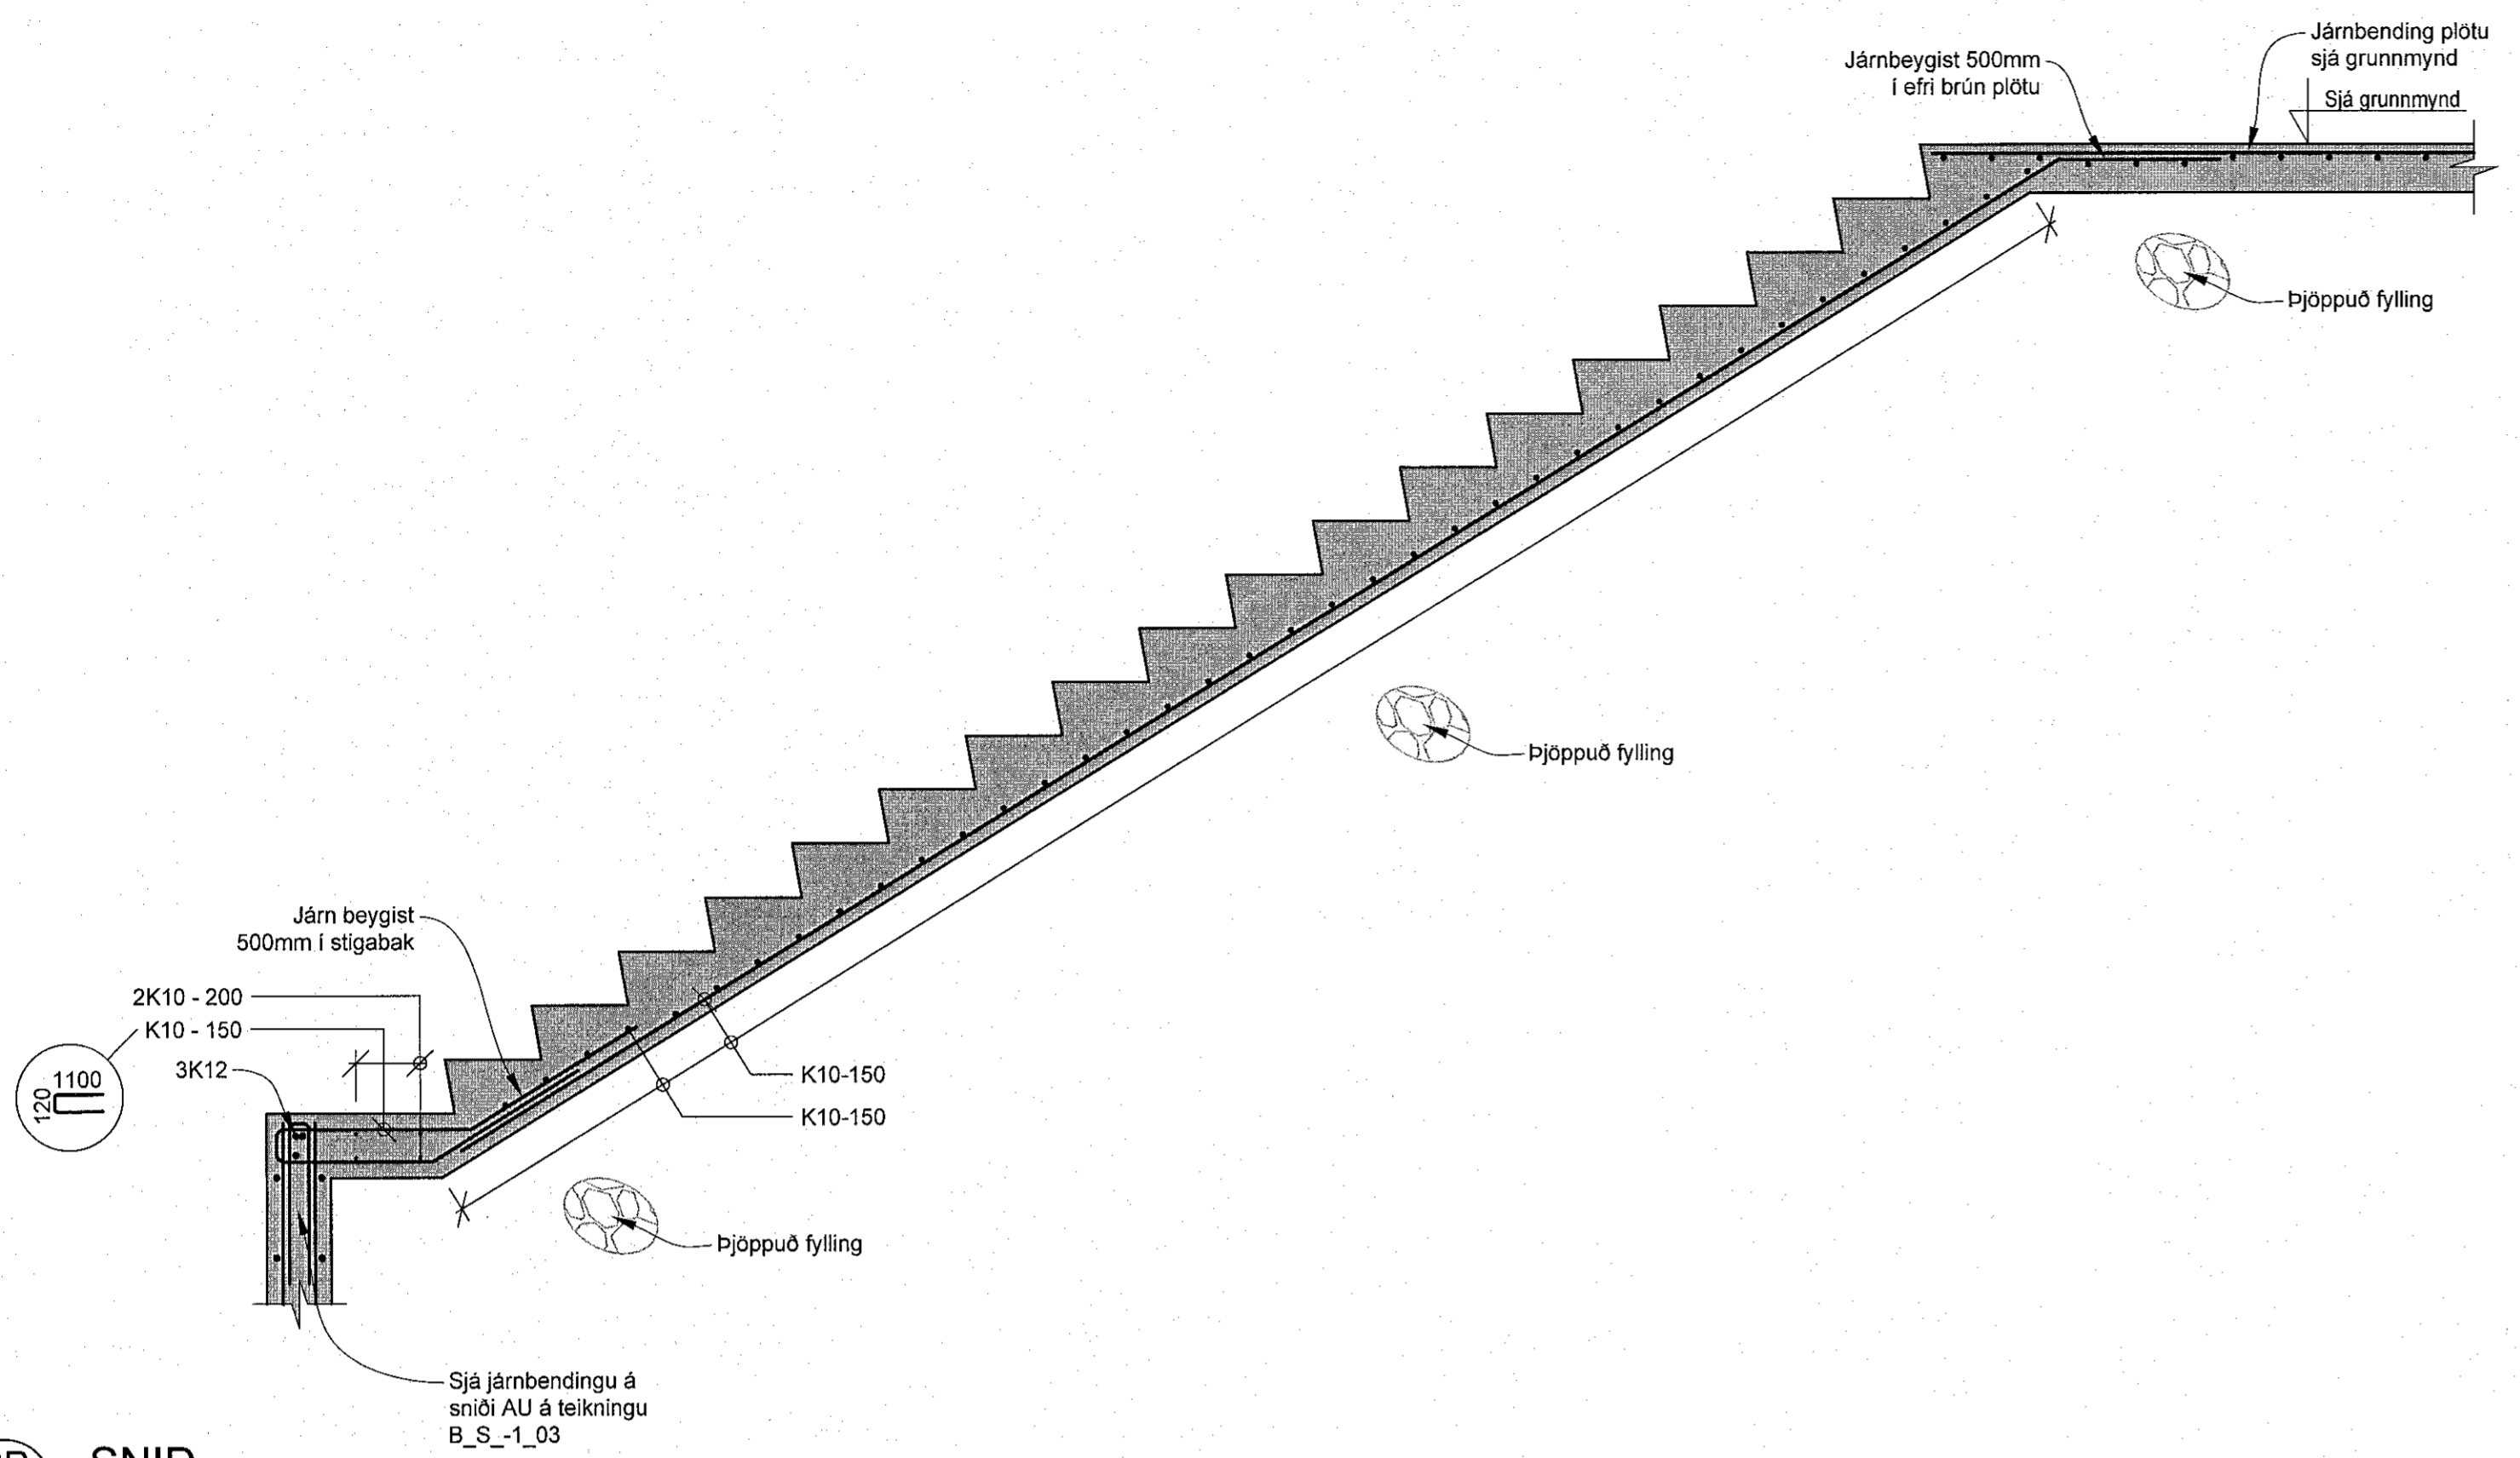 Járnbending plötu
sjá grunnmynd
Járnbeygist 500mm
í efri brún plötu
Sjá grunnmynd
Þjöppuð fylling
Þjöppuð fylling
Járn beygist
500mm í stigabak
2K10 - 200
K10 - 150
3K12
1100
120
K10-150
K10-150
Þjöppuð fylling
Sjá járnbendingu á
sniði AU á teikningu
B_S_-1_03